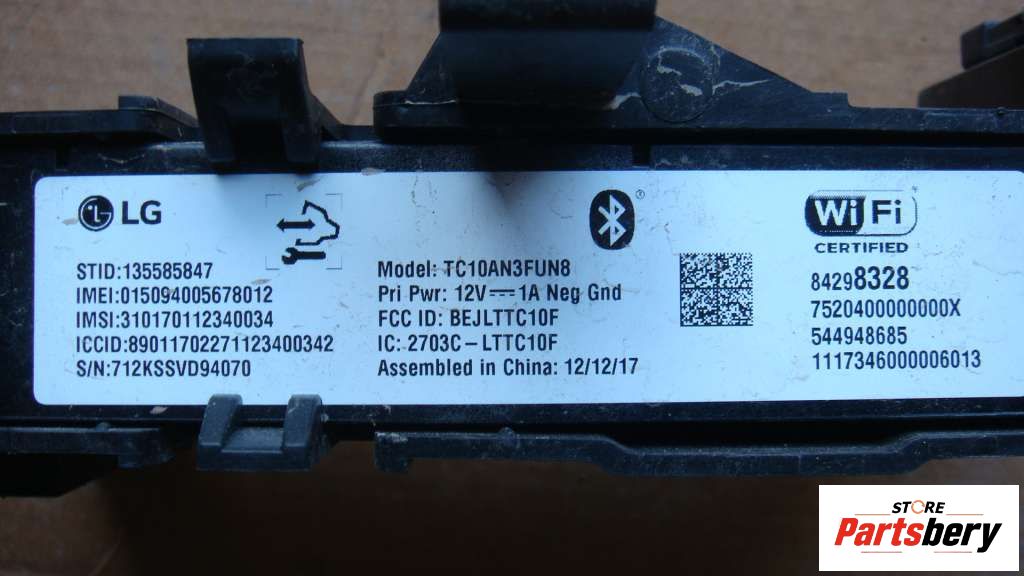 LG
STID:135585847
IMEI:015094005678012
IMSI:310170112340034
ICCID:89011702271123400342
S/N:712KSSVD94070
Model: TC10AN3FUN8
Pri Pwr: 12V⎓1A Neg Gnd
FCC ID: BEJLTTC10F
IC: 2703C-LTTC10F
Assembled in China: 12/12/17
®
Wi Fi
CERTIFIED
84298328
7520400000000X
544948685
1117346000006013
STORE
Partsbery